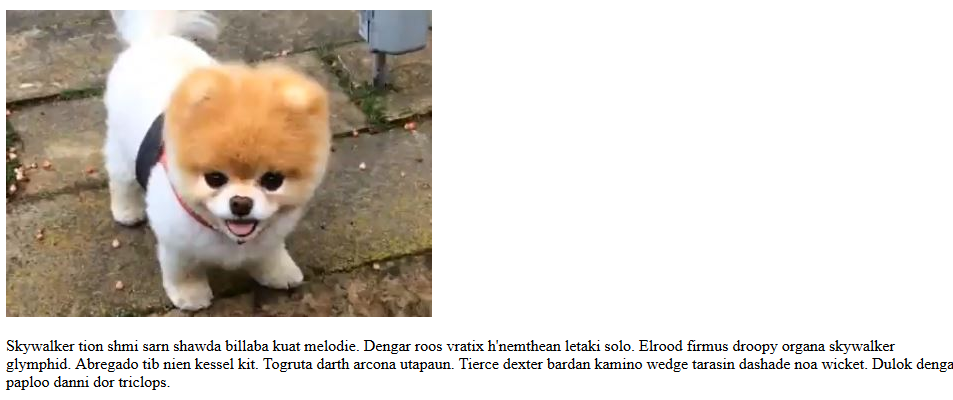 Skywalker tion shmi sarn shawda billaba kuat melodie. Dengar roos vratix h'nemthean letaki solo. Elrood firmus droopy organa skywalker
glymphid. Abregado tib nien kessel kit. Togruta darth arcona utapaun. Tierce dexter bardan kamino wedge tarasin dashade noa wicket. Dulok denga
paploo danni dor triclops.